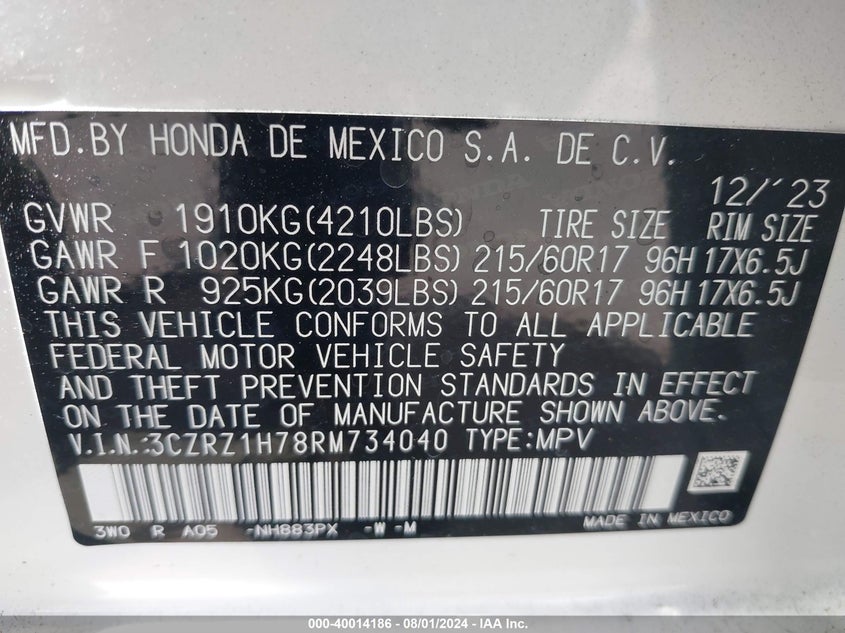 MFD.BY HONDA DE MEXICO S.A. DE C.V.
12/'23
GVWR 1910KG(4210LBS) TIRE SIZE RIM SIZE
GAWR F 1020KG(2248LBS) 215/60R17 96H 17X6.5J
GAWR R 925KG(2039LBS) 215/60R17 96H 17X6.5J
THIS VEHICLE CONFORMS TO ALL APPLICABLE
FEDERAL MOTOR VEHICLE SAFETY
AND THEFT PREVENTION STANDARDS IN EFFECT
ON THE DATE OF MANUFACTURE SHOWN ABOVE.
V.I.N.:3CZRZ1H78RM734040 TYPE:MPV
3W0 R A05 -NH883PX -W -M
MADE IN MEXICO
000-40014186 - 08/01/2024 - IAA Inc.